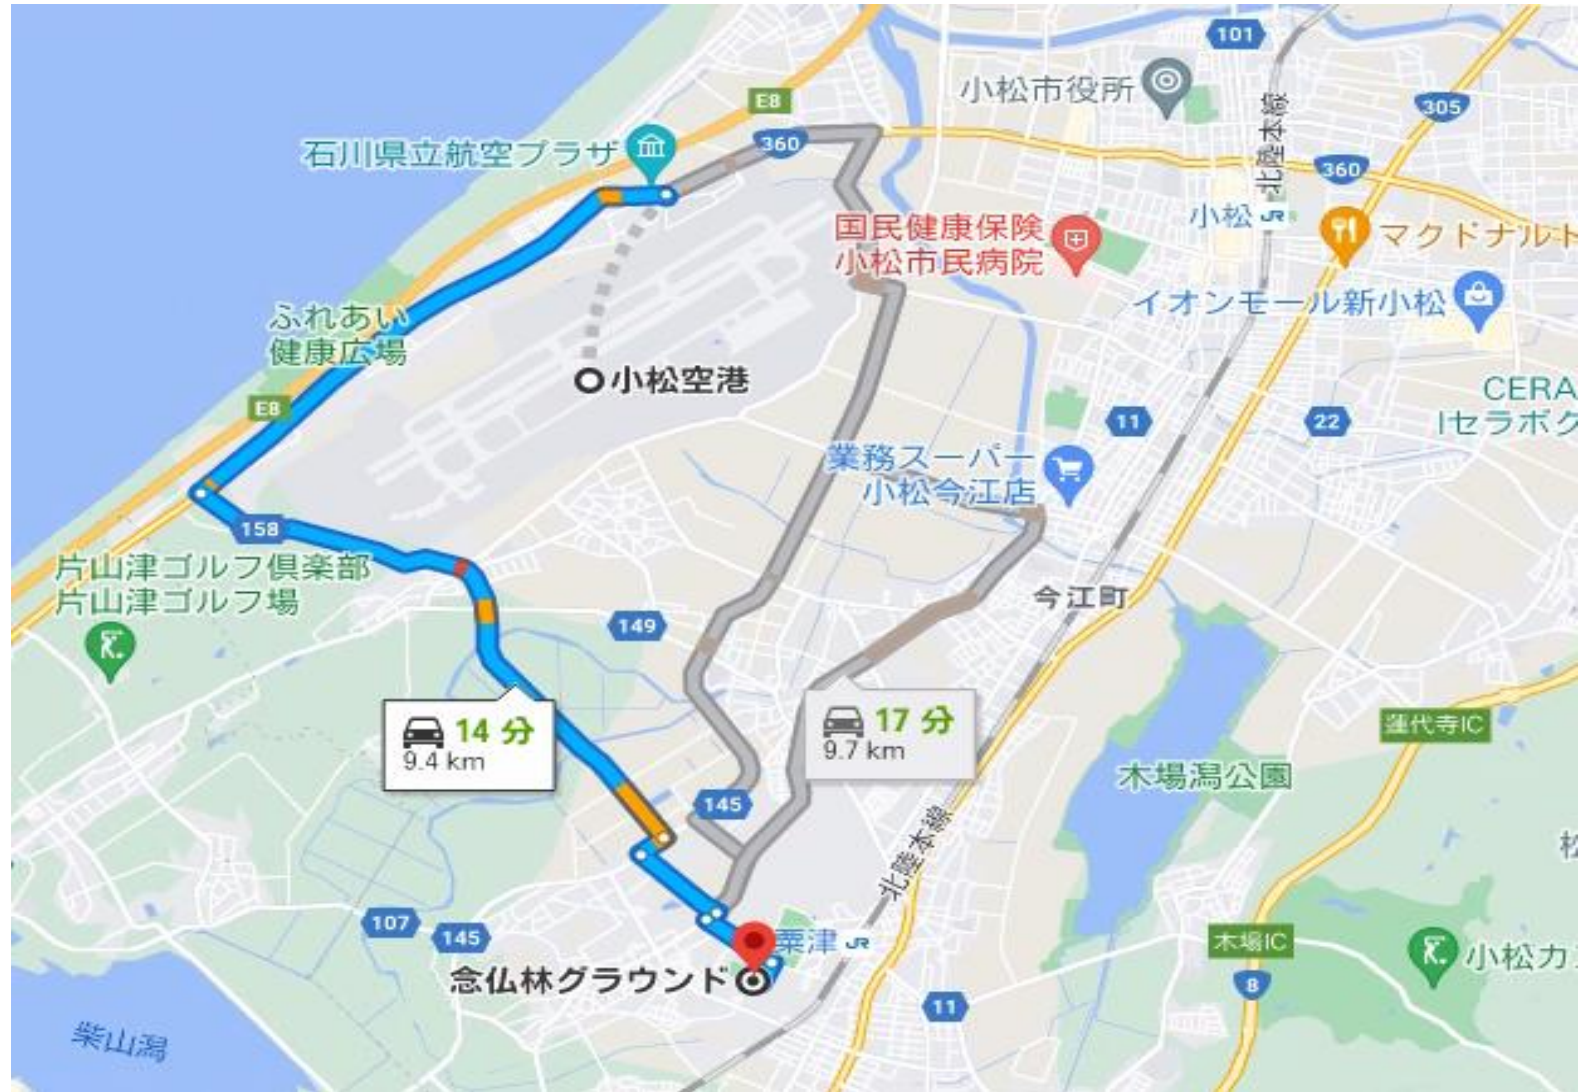 101
小松市役所
E8
305
北陸本線
石川県立航空プラザ
360
360
小松 JR
国民健康保険
小松市民病院
マクドナルト
イオンモール新小松
ふれあい
健康広場
小松空港
CERA
Iセラボク
E8
11
22
業務スーパー
小松今江店
158
片山津ゴルフ倶楽部
片山津ゴルフ場
今江町
149
14 分
9.4 km
17 分
9.7 km
蓮代寺IC
木場潟公園
145
北陸本線
松
107
145
粟津 JR
木場IC
小松カ
念仏林グラウンド
8
11
柴山潟